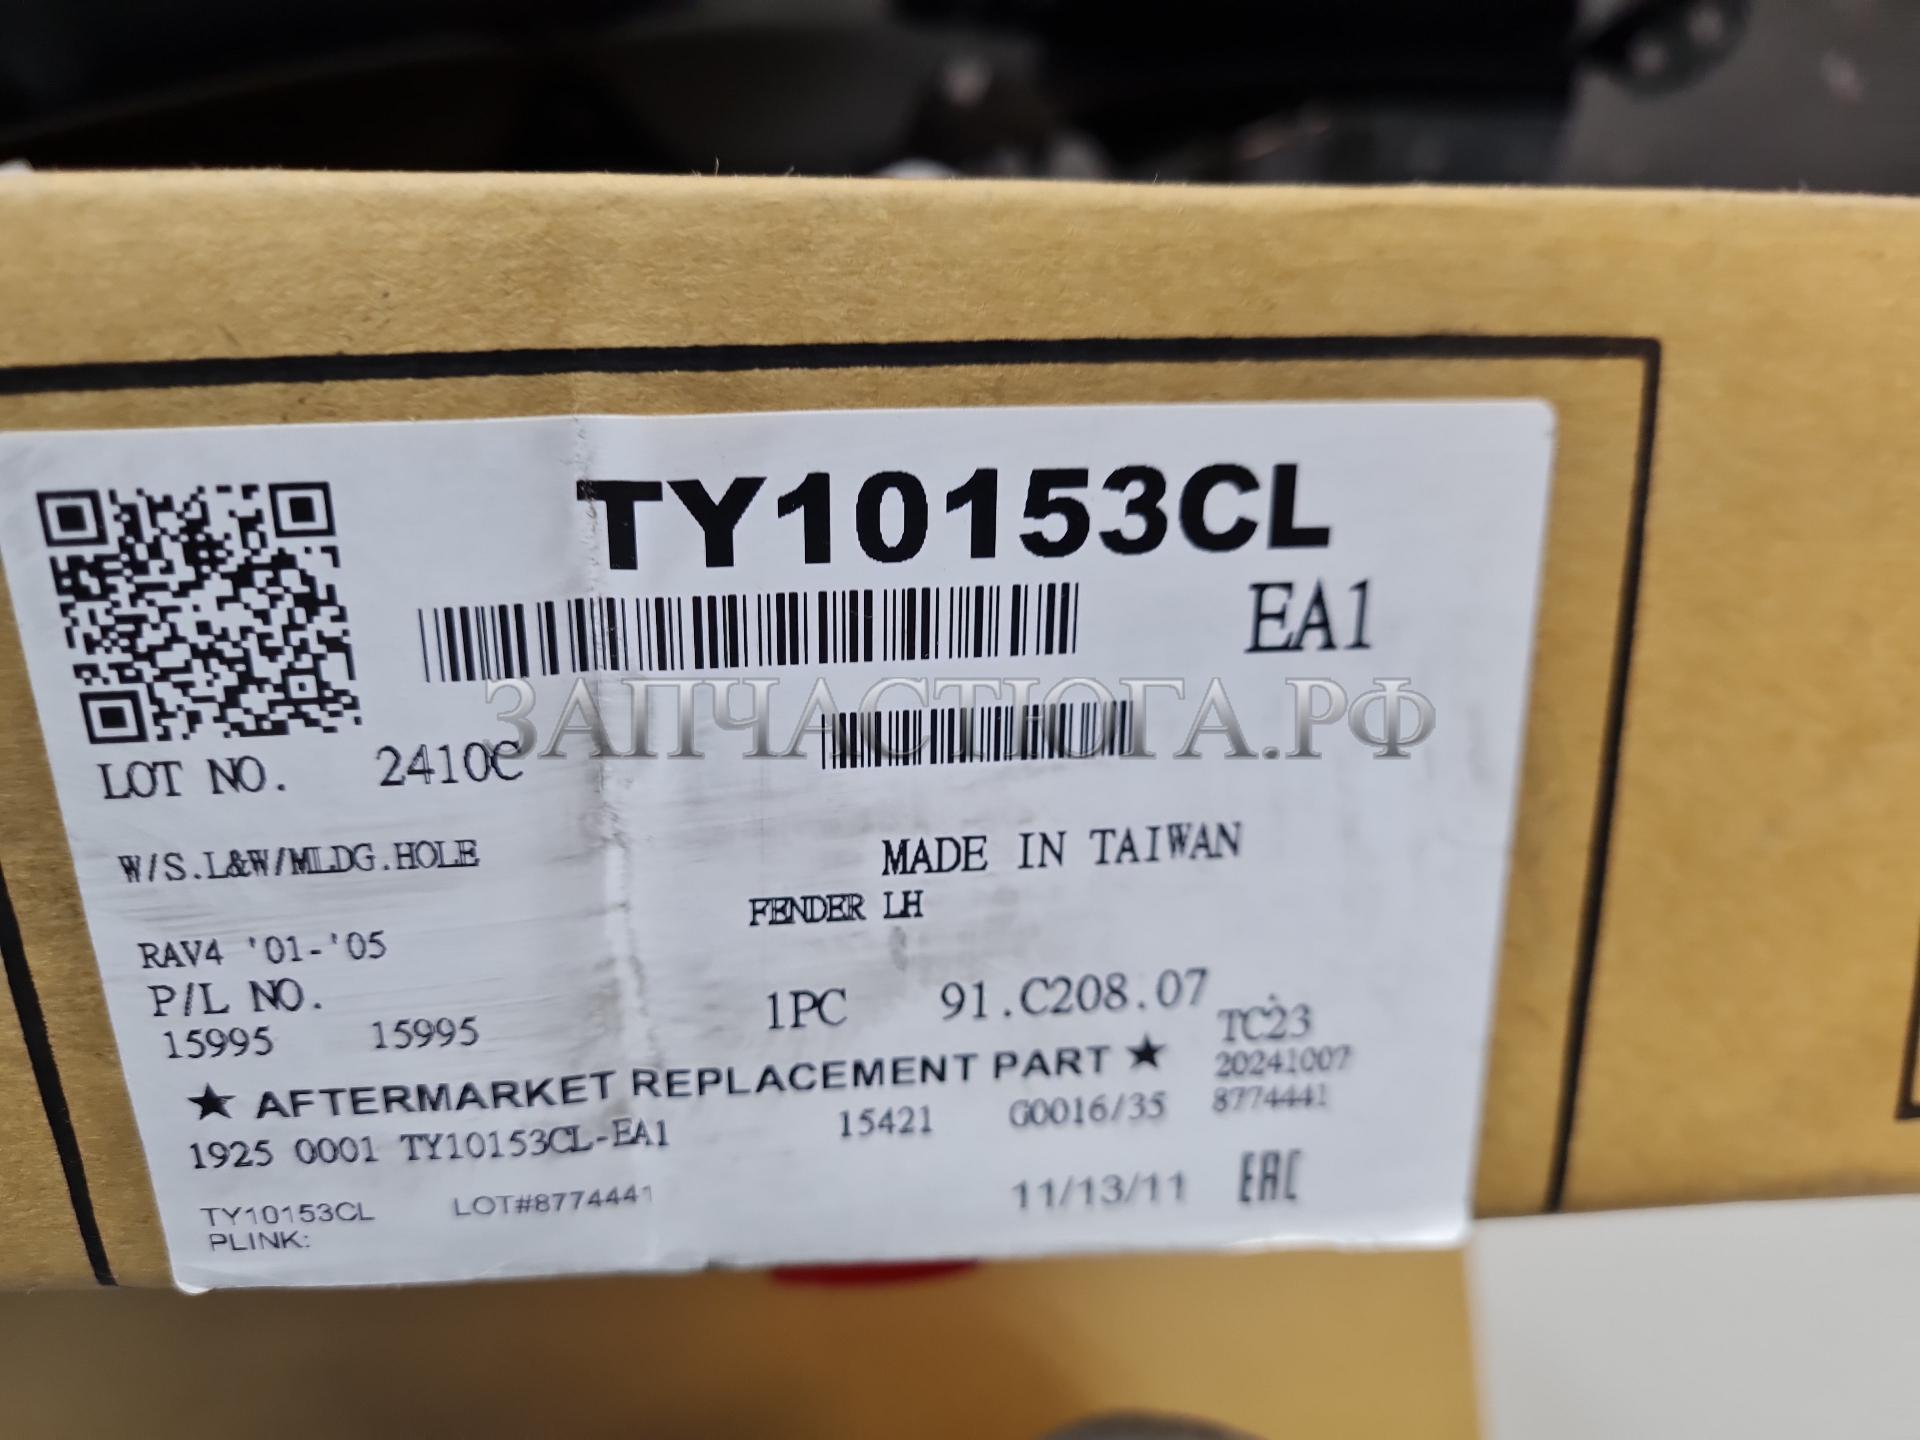 TY10153CL
EA1
ЗАПЧАСТЮГА.РФ
LOT NO. 2410C
W/S.L&W/MLDG.HOLE
MADE IN TAIWAN
FENDER LH
RAV4 '01-'05
P/L NO.
1PC 91.C208.07
TC23
15995 15995
20241007
★ AFTERMARKET REPLACEMENT PART ★
8774441
1925 0001 TY10153CL-EA1 15421 G0016/35
TY10153CL LOT#8774441 11/13/11 EAC
PLINK: